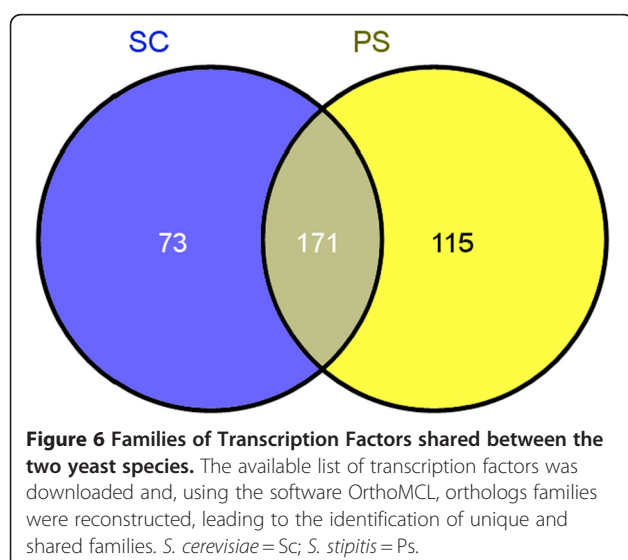 SC PS
73 171 115
Figure 6 Families of Transcription Factors shared between the
two yeast species. The available list of transcription factors was
downloaded and, using the software OrthoMCL, orthologs families
were reconstructed, leading to the identification of unique and
shared families. S. cerevisiae = Sc; S. stipitis = Ps.